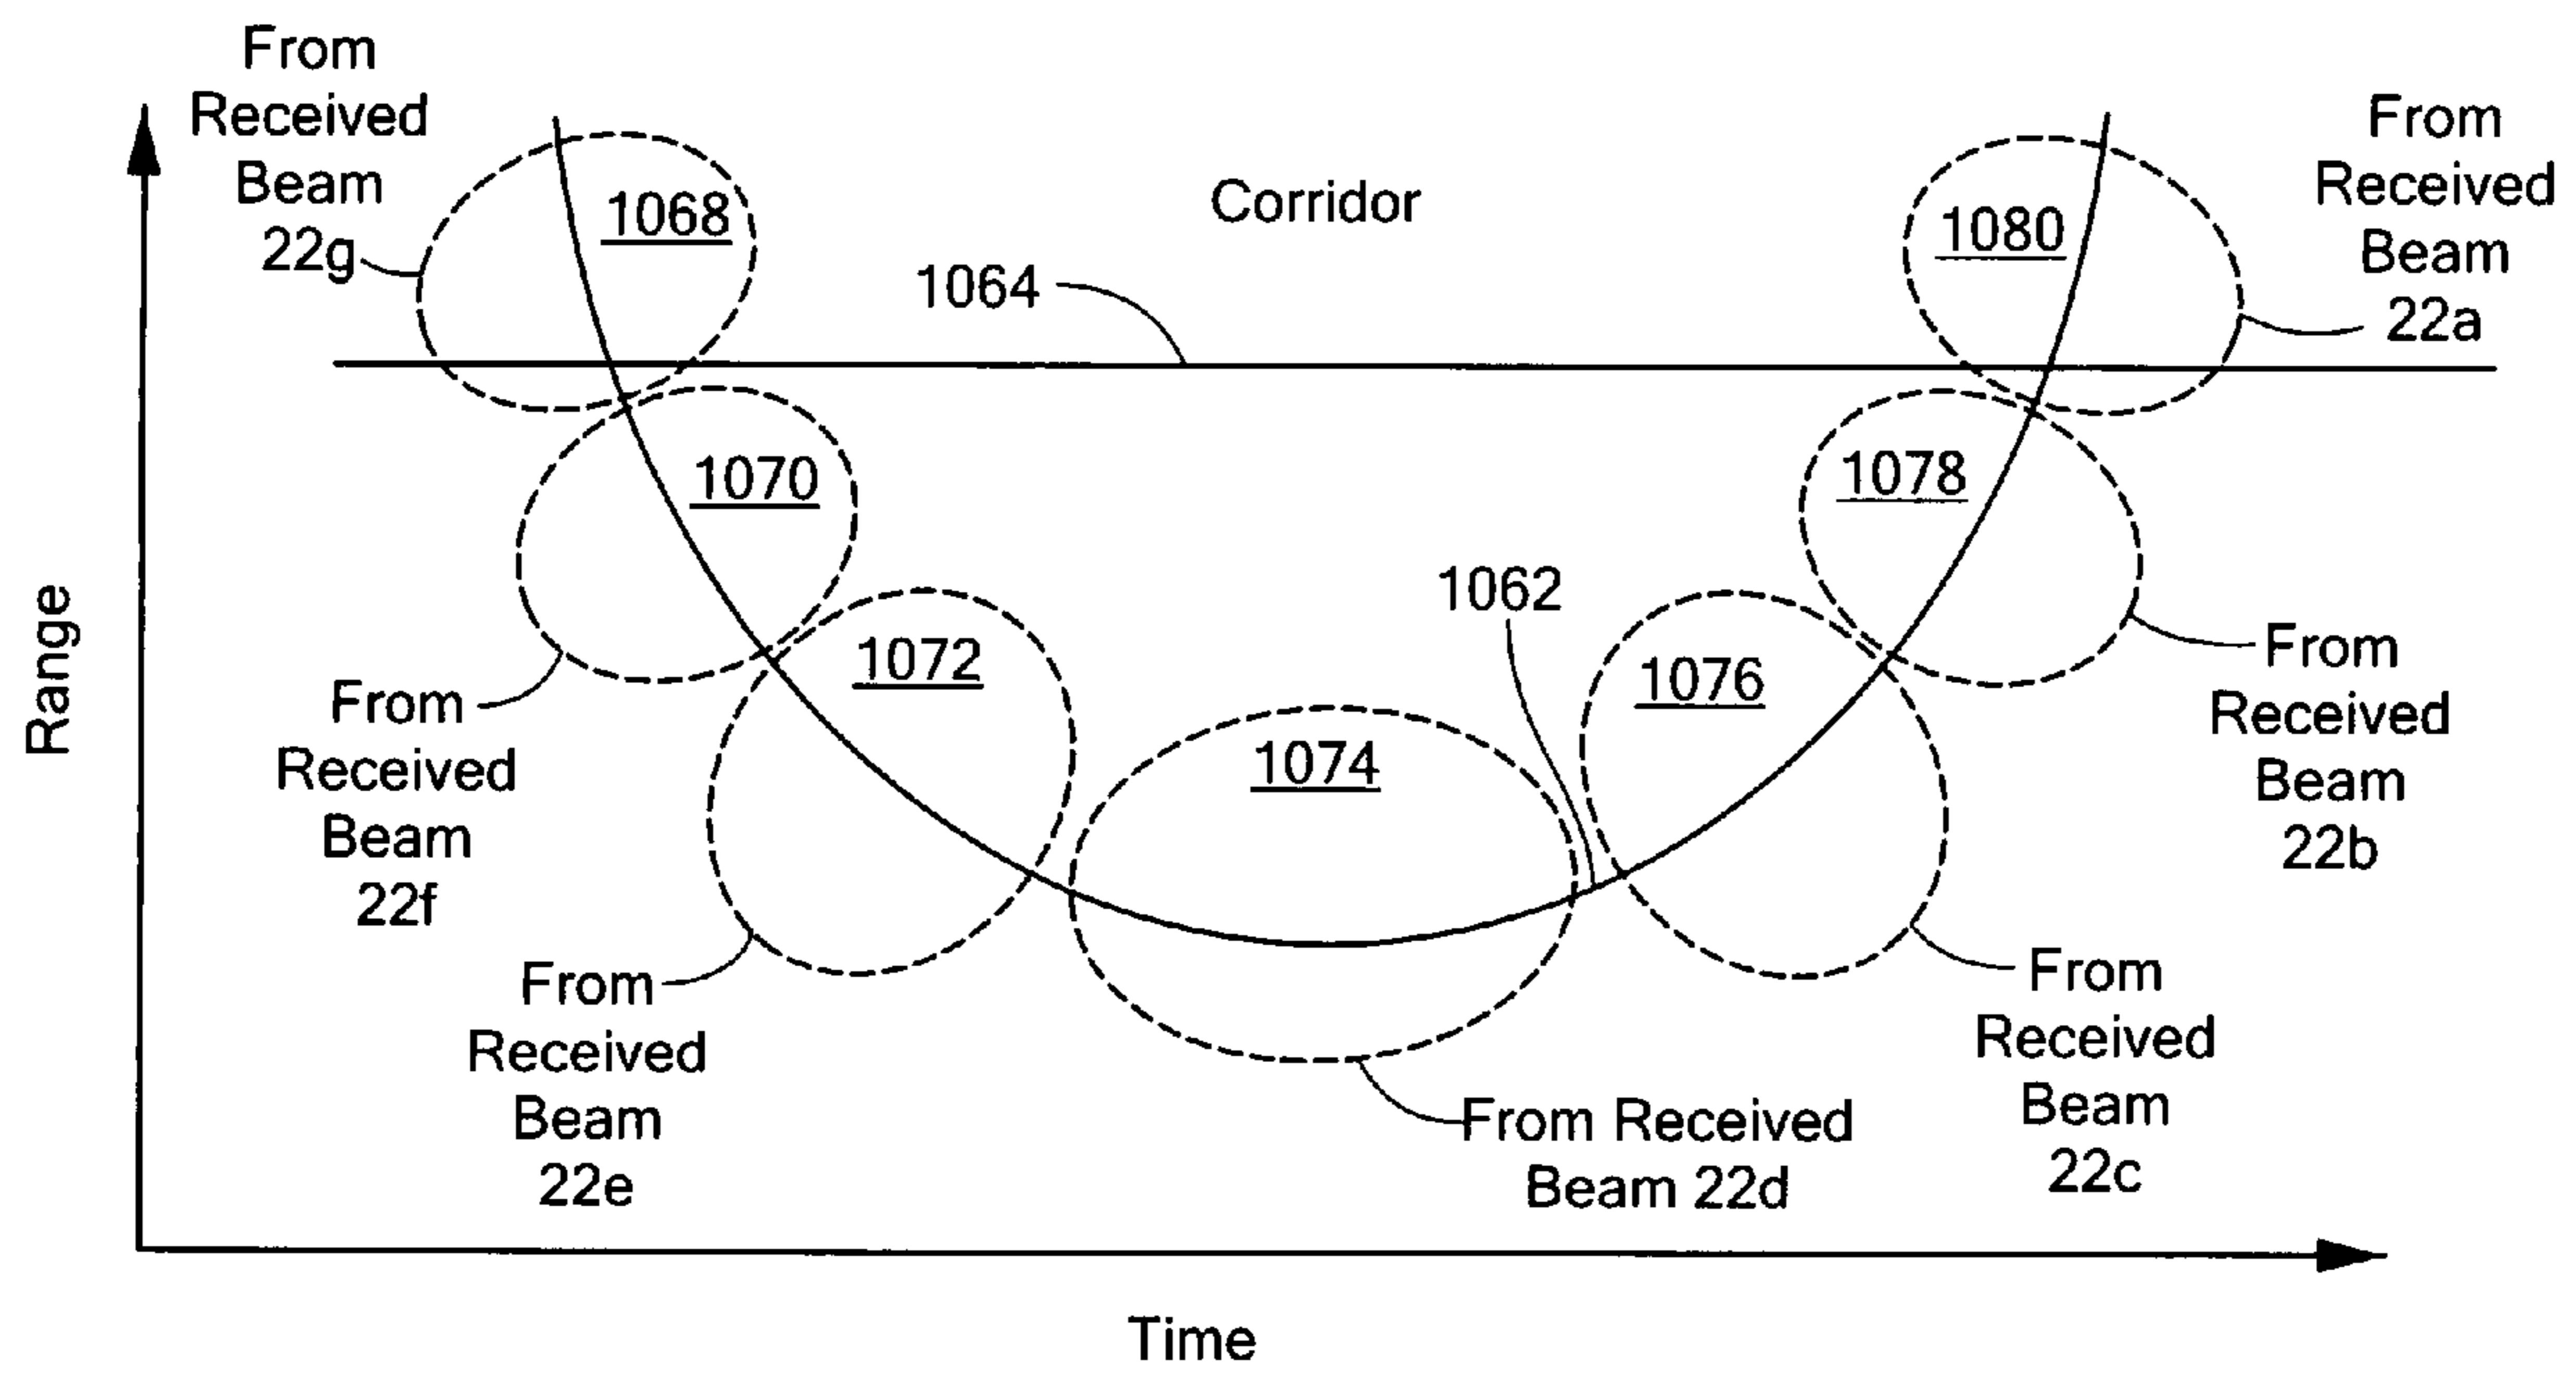 From
Received
Beam
22g
1068
Corridor
1064
1080
From
Received
Beam
22a
1070
1078
Range
1062
1072
1076
1074
From
Received
Beam
22f
From
Received
Beam
22b
From
Received
Beam
22e
From Received
Beam 22d
From
Received
Beam
22c
Time